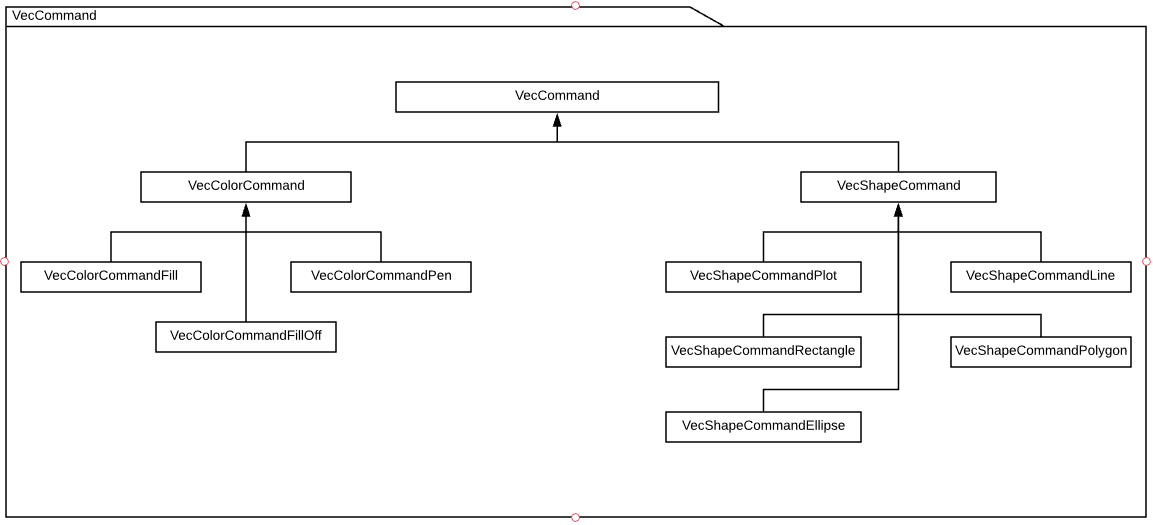 VecCommand
VecCommand
VecColorCommand
VecShapeCommand
VecColorCommandFill
VecColorCommandPen
VecShapeCommandPlot
VecShapeCommandLine
VecColorCommandFillOff
VecShapeCommandRectangle
VecShapeCommandPolygon
VecShapeCommandEllipse